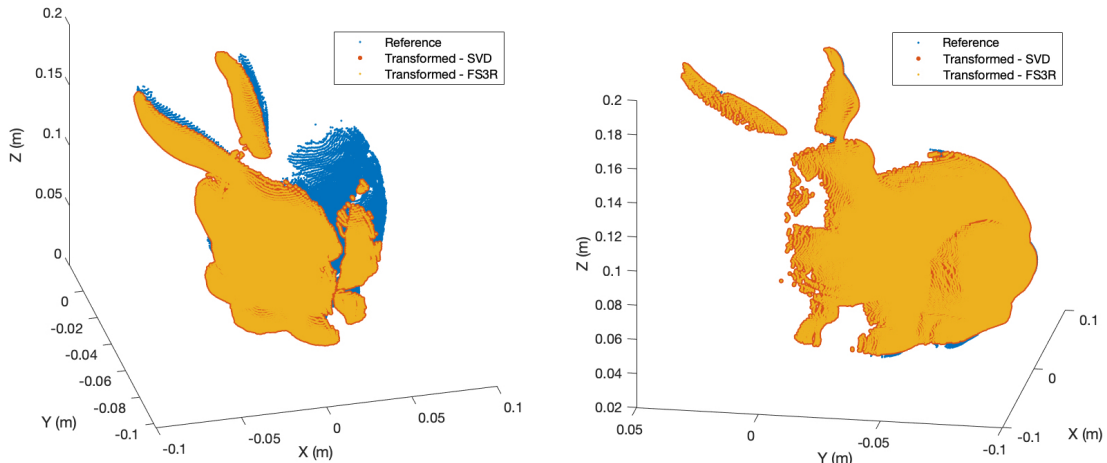 Reference
Transformed - SVD
Transformed - FS3R
0.2
0.15
0.1
0.05
0
Z (m)
0
-0.02
-0.04
-0.06
-0.08
-0.1
Y (m)
-0.1
-0.05
0
0.05
0.1
X (m)
Reference
Transformed - SVD
Transformed - FS3R
0.2
0.18
0.16
0.14
0.12
0.1
0.08
0.06
0.04
0.02
Z (m)
0.05
0
-0.05
-0.1
Y (m)
0.1
0
-0.1
X (m)